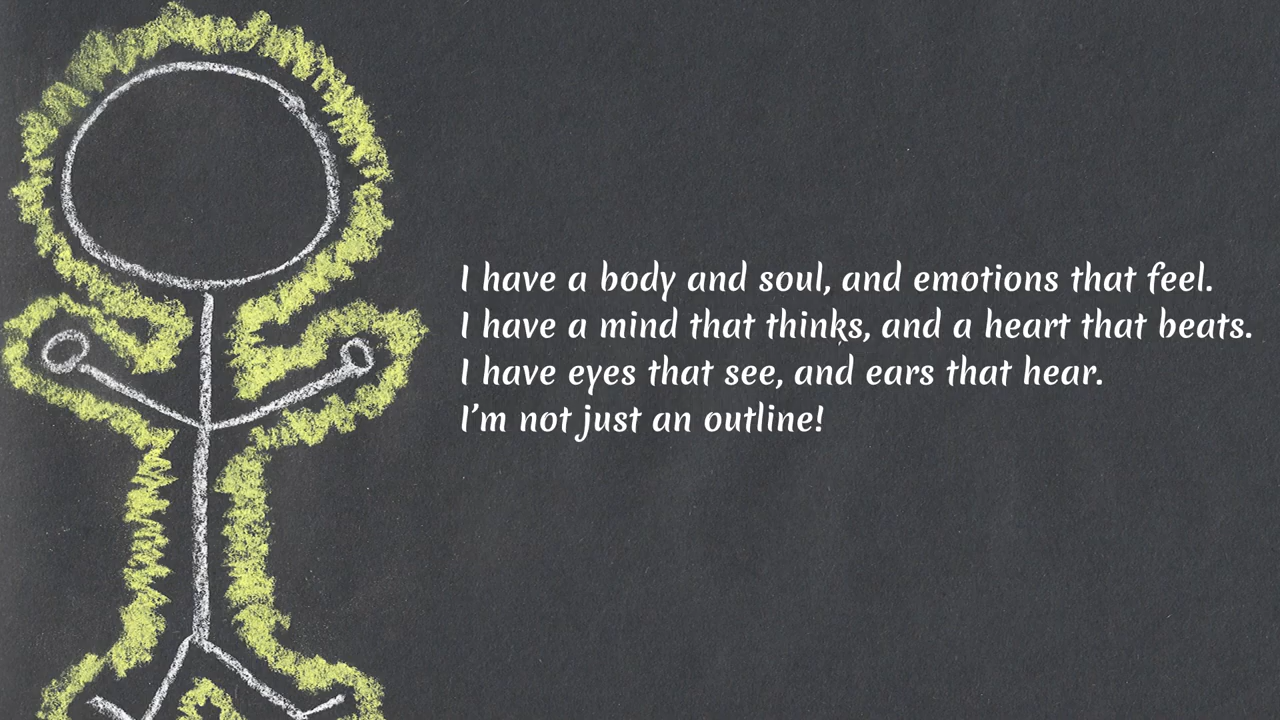 I have a body and soul, and emotions that feel.
I have a mind that thinks, and a heart that beats.
I have eyes that see, and ears that hear.
I’m not just an outline!